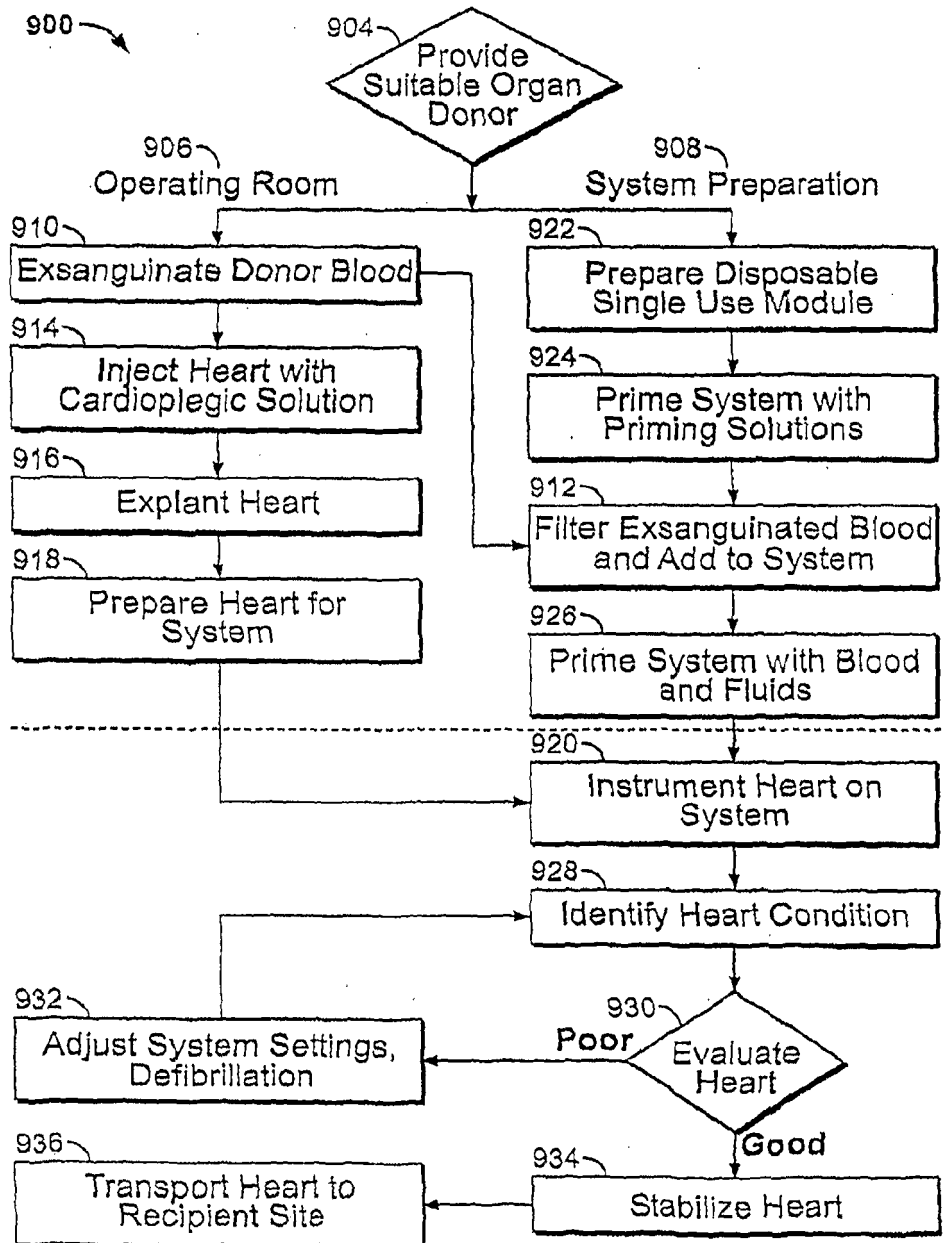 900
904
Provide
Suitable Organ
Donor
906
Operating Room
908
System Preparation
910
Exsanguinate Donor Blood
914
Inject Heart with
Cardioplegic Solution
916
Explant Heart
918
Prepare Heart for
System
922
Prepare Disposable
Single Use Module
924
Prime System with
Priming Solutions
912
Filter Exsanguinated Blood
and Add to System
926
Prime System with Blood
and Fluids
920
Instrument Heart on
System
928
Identify Heart Condition
930
Evaluate
Heart
Poor
932
Adjust System Settings,
Defibrillation
Good
934
Stabilize Heart
936
Transport Heart to
Recipient Site